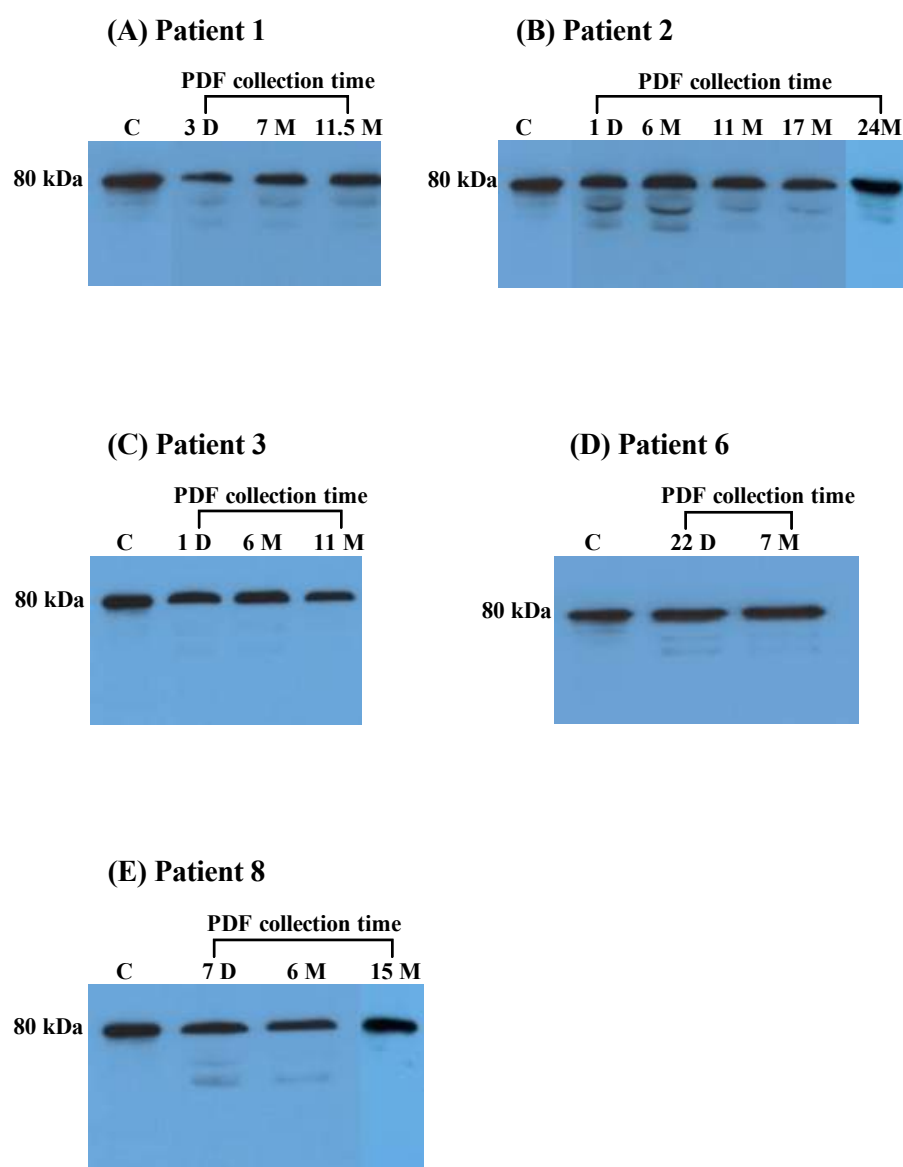 (A) Patient 1
PDF collection time
C 3 D 7 M 11.5 M
80 kDa
(B) Patient 2
PDF collection time
C 1 D 6 M 11 M 17 M 24M
80 kDa
(C) Patient 3
PDF collection time
C 1 D 6 M 11 M
80 kDa
(D) Patient 6
PDF collection time
C 22 D 7 M
80 kDa
(E) Patient 8
PDF collection time
C 7 D 6 M 15 M
80 kDa